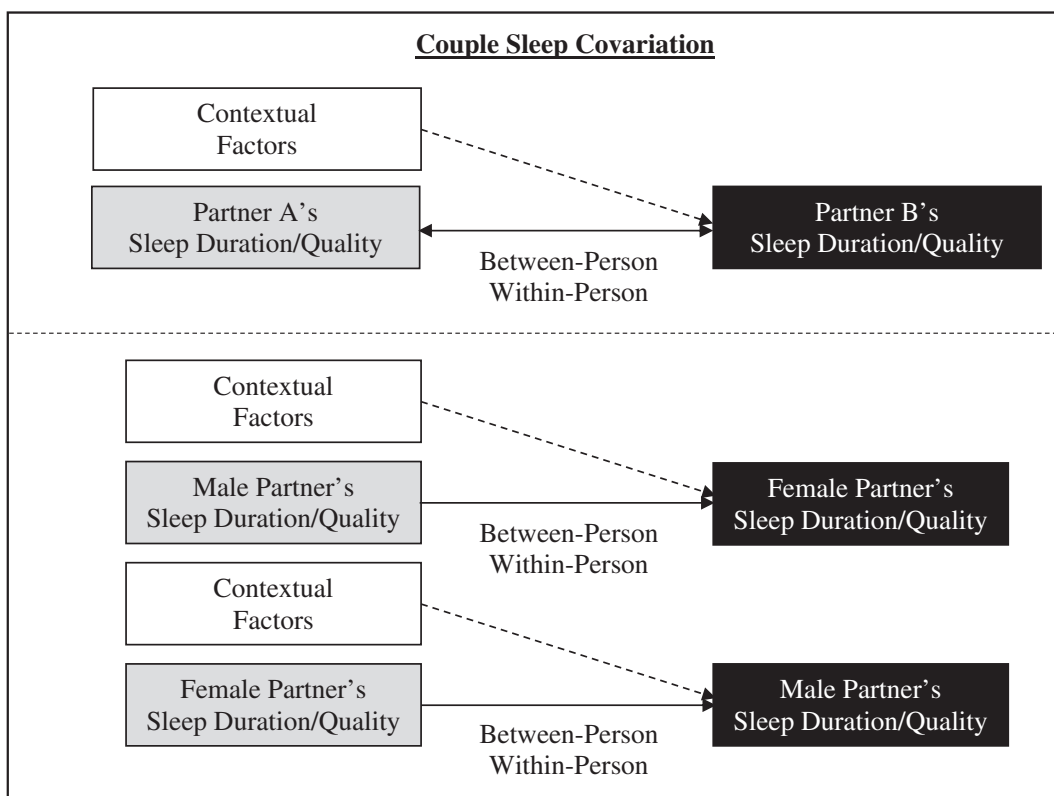 Couple Sleep Covariation
Contextual
Factors
Partner A's
Sleep Duration/Quality
Partner B's
Sleep Duration/Quality
Between-Person
Within-Person
Contextual
Factors
Male Partner's
Sleep Duration/Quality
Female Partner's
Sleep Duration/Quality
Between-Person
Within-Person
Contextual
Factors
Female Partner's
Sleep Duration/Quality
Male Partner's
Sleep Duration/Quality
Between-Person
Within-Person